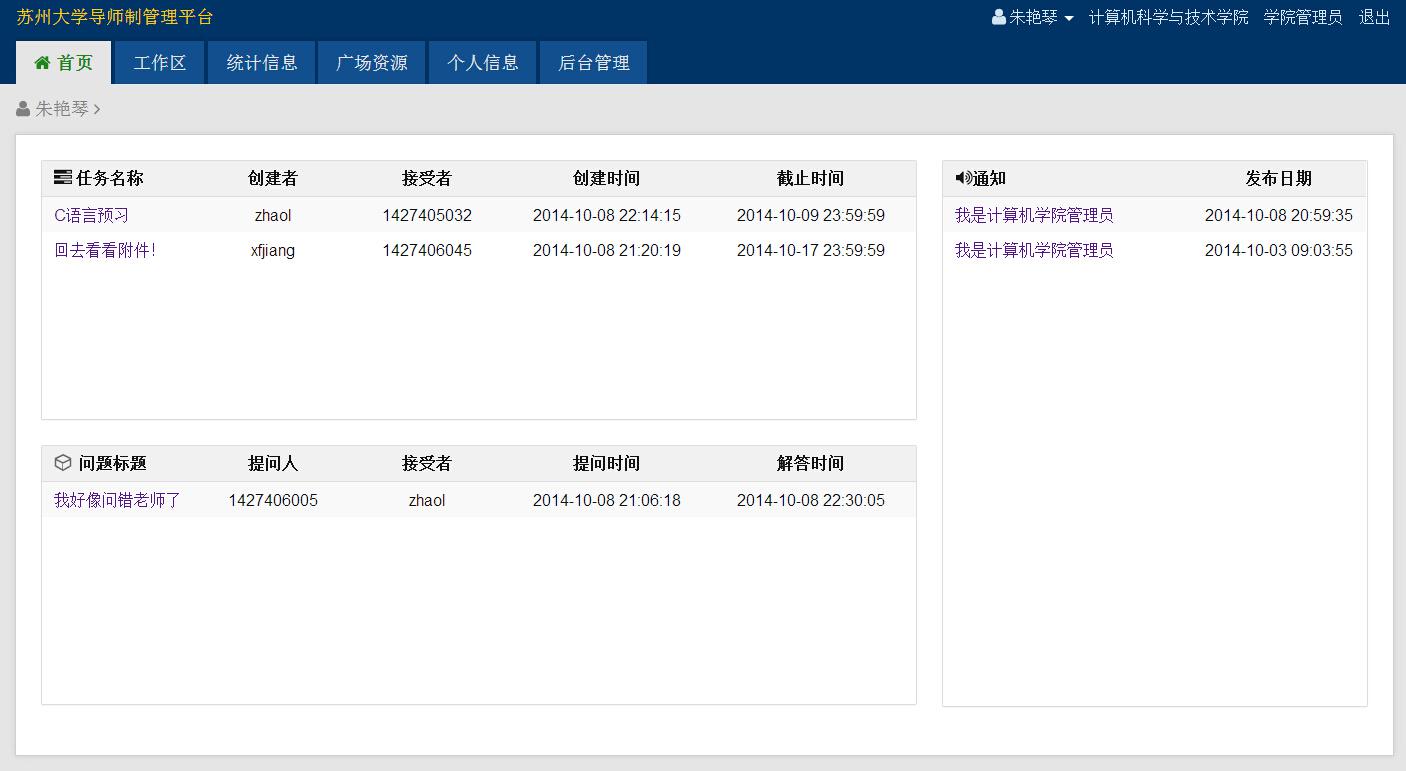 苏州大学导师制管理平台
朱艳琴 计算机科学与技术学院 学院管理员 退出
首页 工作区 统计信息 广场资源 个人信息 后台管理
朱艳琴
任务名称 创建者 接受者 创建时间 截止时间
C语言预习 zhaol 1427405032 2014-10-08 22:14:15 2014-10-09 23:59:59
回去看看附件! xfjiang 1427406045 2014-10-08 21:20:19 2014-10-17 23:59:59
问题标题 提问人 接受者 提问时间 解答时间
我好像问错老师了 1427406005 zhaol 2014-10-08 21:06:18 2014-10-08 22:30:05
通知 发布日期
我是计算机学院管理员 2014-10-08 20:59:35
我是计算机学院管理员 2014-10-03 09:03:55